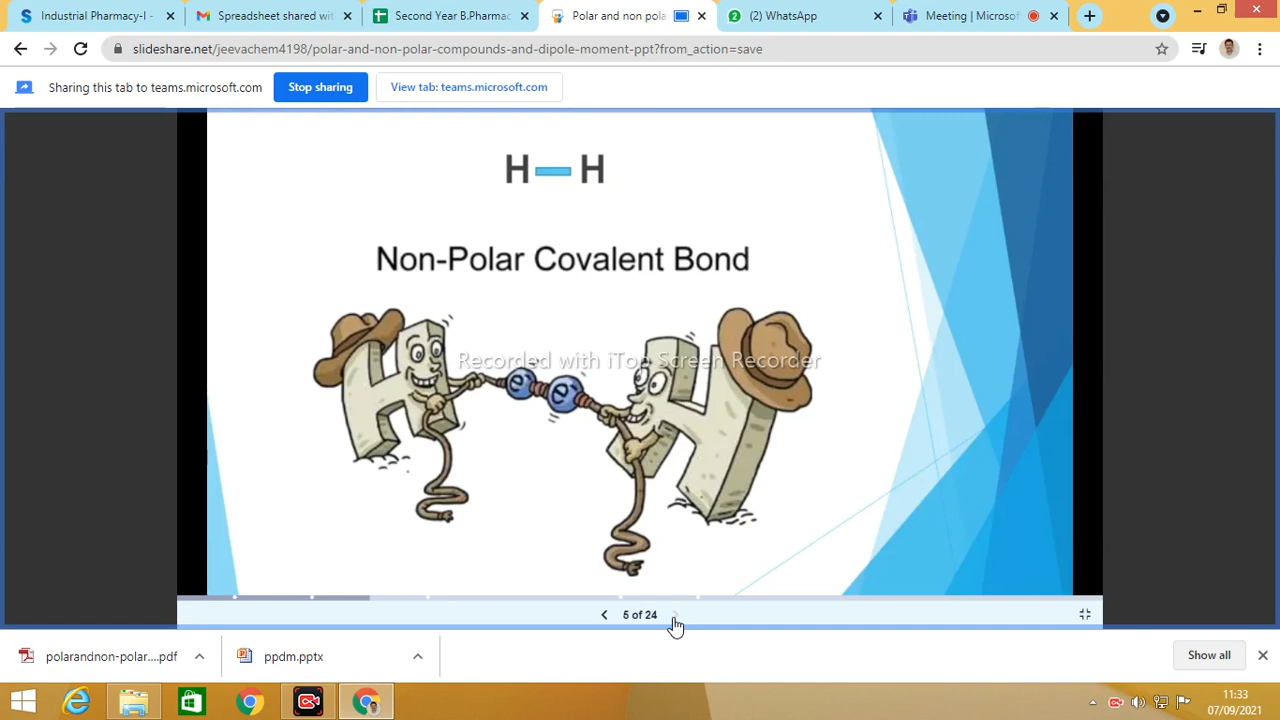 Industrial Pharmacy-I -
Spreadsheet shared wit
Second Year B.Pharmac
Polar and non pola
(2) WhatsApp
Meeting | Microsof
slideshare.net/jeevachem4198/polar-and-non-polar-compounds-and-dipole-moment-ppt?from_action=save
Sharing this tab to teams.microsoft.com
Stop sharing
View tab: teams.microsoft.com
H H
Non-Polar Covalent Bond
Recorded with iTop Screen Recorder
H e e H
5 of 24
polarandnon-polar....pdf
ppdm.pptx
Show all
11:33
07/09/2021